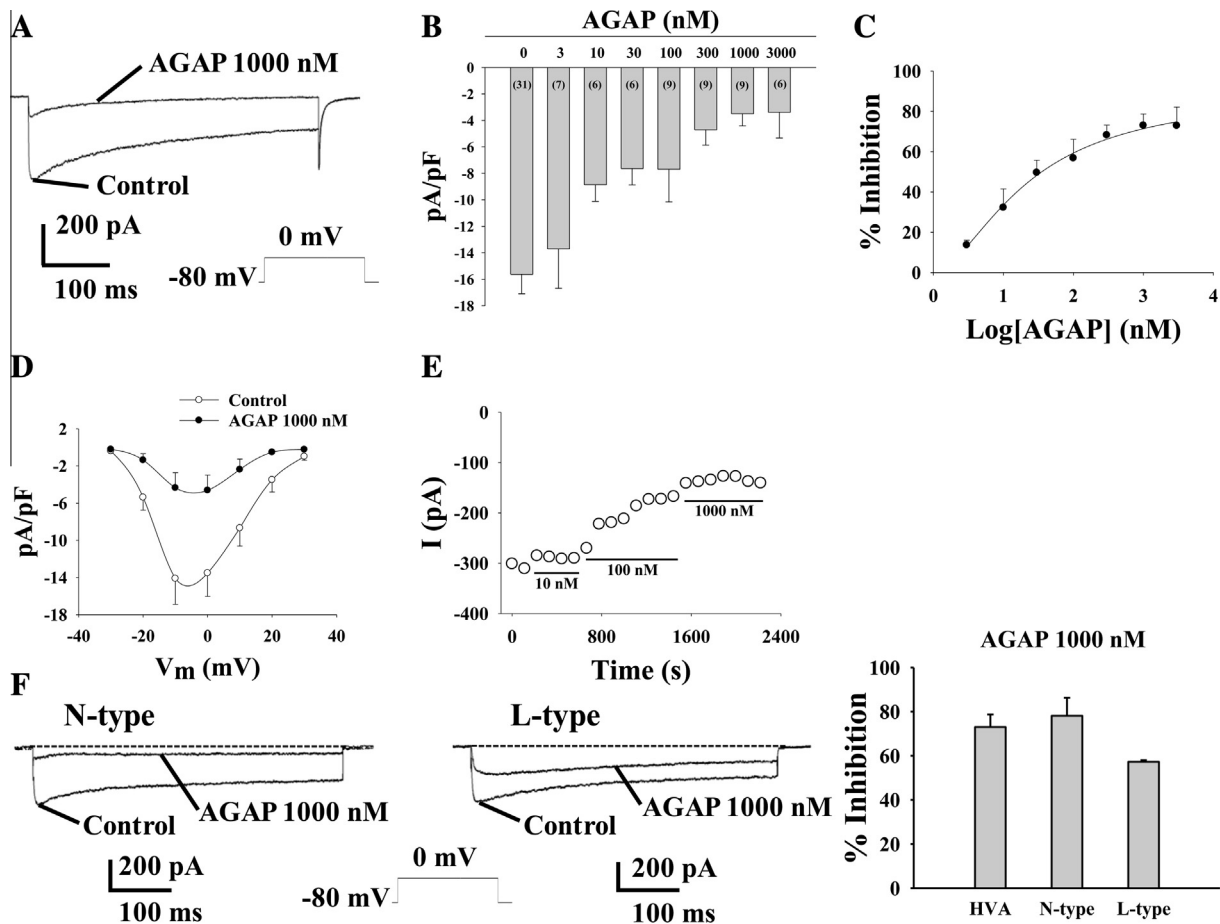 A
AGAP 1000 nM
Control
200 pA
100 ms
0 mV
-80 mV
B
AGAP (nM)
0 3 10 30 100 300 1000 3000
(31) (7) (6) (6) (9) (9) (9) (6)
0
-2
-4
-6
-8
-10
-12
-14
-16
-18
pA/pF
C
100
80
60
40
20
0
% Inhibition
0 1 2 3 4
Log[AGAP] (nM)
D
Control
AGAP 1000 nM
2
-2
-6
-10
-14
-18
pA/pF
-40 -20 0 20 40
Vm (mV)
E
0
-100
-200
-300
-400
I (pA)
10 nM
100 nM
1000 nM
0 800 1600 2400
Time (s)
F
N-type
AGAP 1000 nM
Control
200 pA
100 ms
0 mV
-80 mV
L-type
AGAP 1000 nM
Control
200 pA
100 ms
AGAP 1000 nM
100
80
60
40
20
0
% Inhibition
HVA N-type L-type